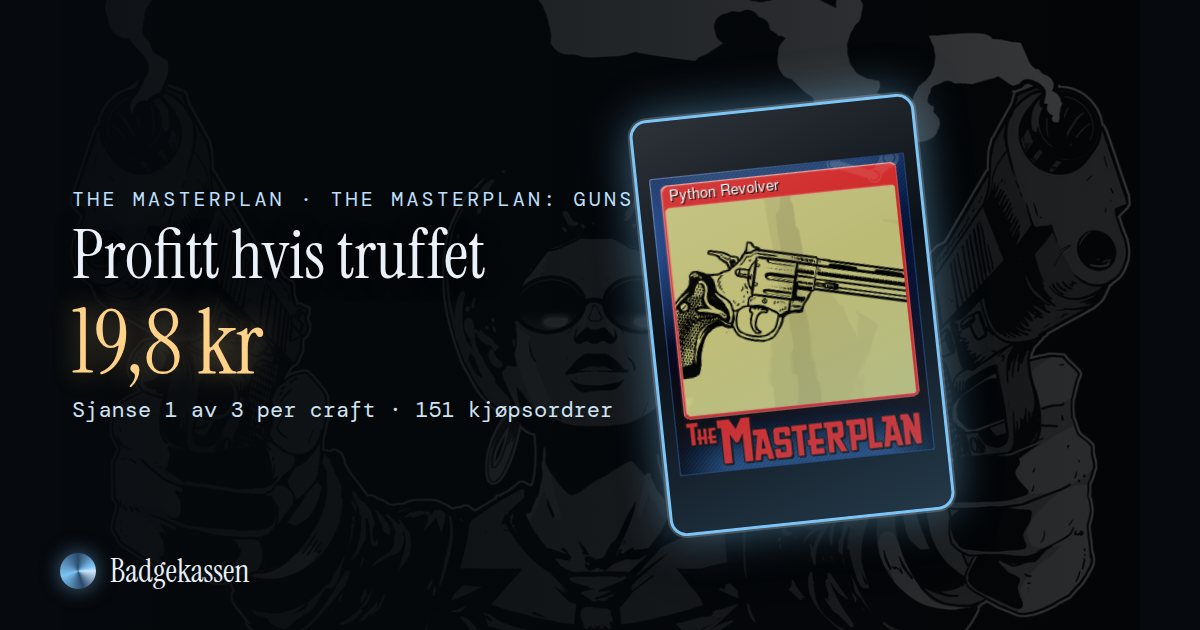 THE MASTERPLAN · THE MASTERPLAN: GUNS
Profitt hvis truffet
19,8 kr
Sjanse 1 av 3 per craft · 151 kjøpsordrer
Python Revolver
THE MASTERPLAN
Badgekassen